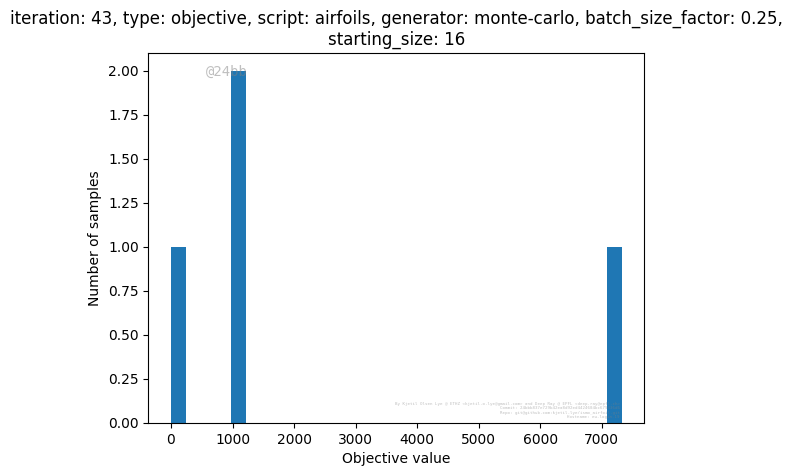 iteration: 43, type: objective, script: airfoils, generator: monte-carlo, batch_size_factor: 0.25,
starting_size: 16
@24bb
2.00
1.75
1.50
1.25
1.00
0.75
0.50
0.25
0.00
Number of samples
0 1000 2000 3000 4000 5000 6000 7000
Objective value